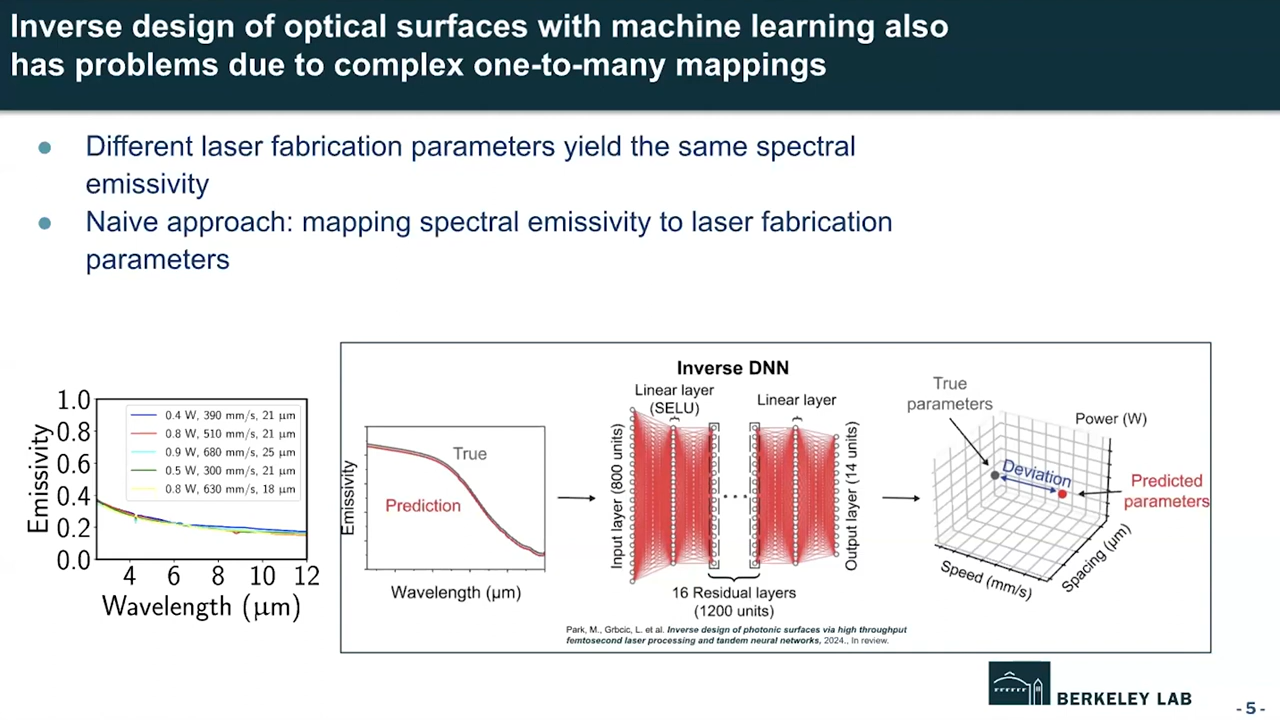 Inverse design of optical surfaces with machine learning also
has problems due to complex one-to-many mappings
● Different laser fabrication parameters yield the same spectral
emissivity
● Naive approach: mapping spectral emissivity to laser fabrication
parameters
Emissivity
1.0
0.8
0.6
0.4
0.2
0.0
0.4 W, 390 mm/s, 21 μm
0.8 W, 510 mm/s, 21 μm
0.9 W, 680 mm/s, 25 μm
0.5 W, 300 mm/s, 21 μm
0.8 W, 630 mm/s, 18 μm
4 6 8 10 12
Wavelength (μm)
Emissivity
True
Prediction
Wavelength (μm)
Inverse DNN
Linear layer
(SELU)
Linear layer
Input layer (800 units)
Output layer (14 units)
16 Residual layers
(1200 units)
True
parameters
Power (W)
Deviation
Predicted
parameters
Speed (mm/s)
Spacing (μm)
Park, M., Grbcic, L. et al. Inverse design of photonic surfaces via high throughput
femtosecond laser processing and tandem neural networks, 2024., In review.
BERKELEY LAB
- 5 -